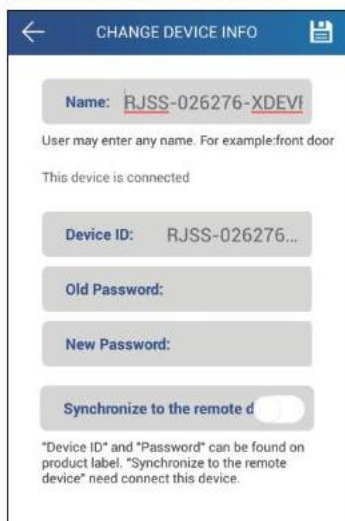 CHANGE DEVICE INFO
Name: RJSS-026276-XDEVF
User may enter any name. For example:front door
This device is connected
Device ID: RJSS-026276...
Old Password:
New Password:
Synchronize to the remote d
"Device ID" and "Password" can be found on
product label. "Synchronize to the remote
device" need connect this device.